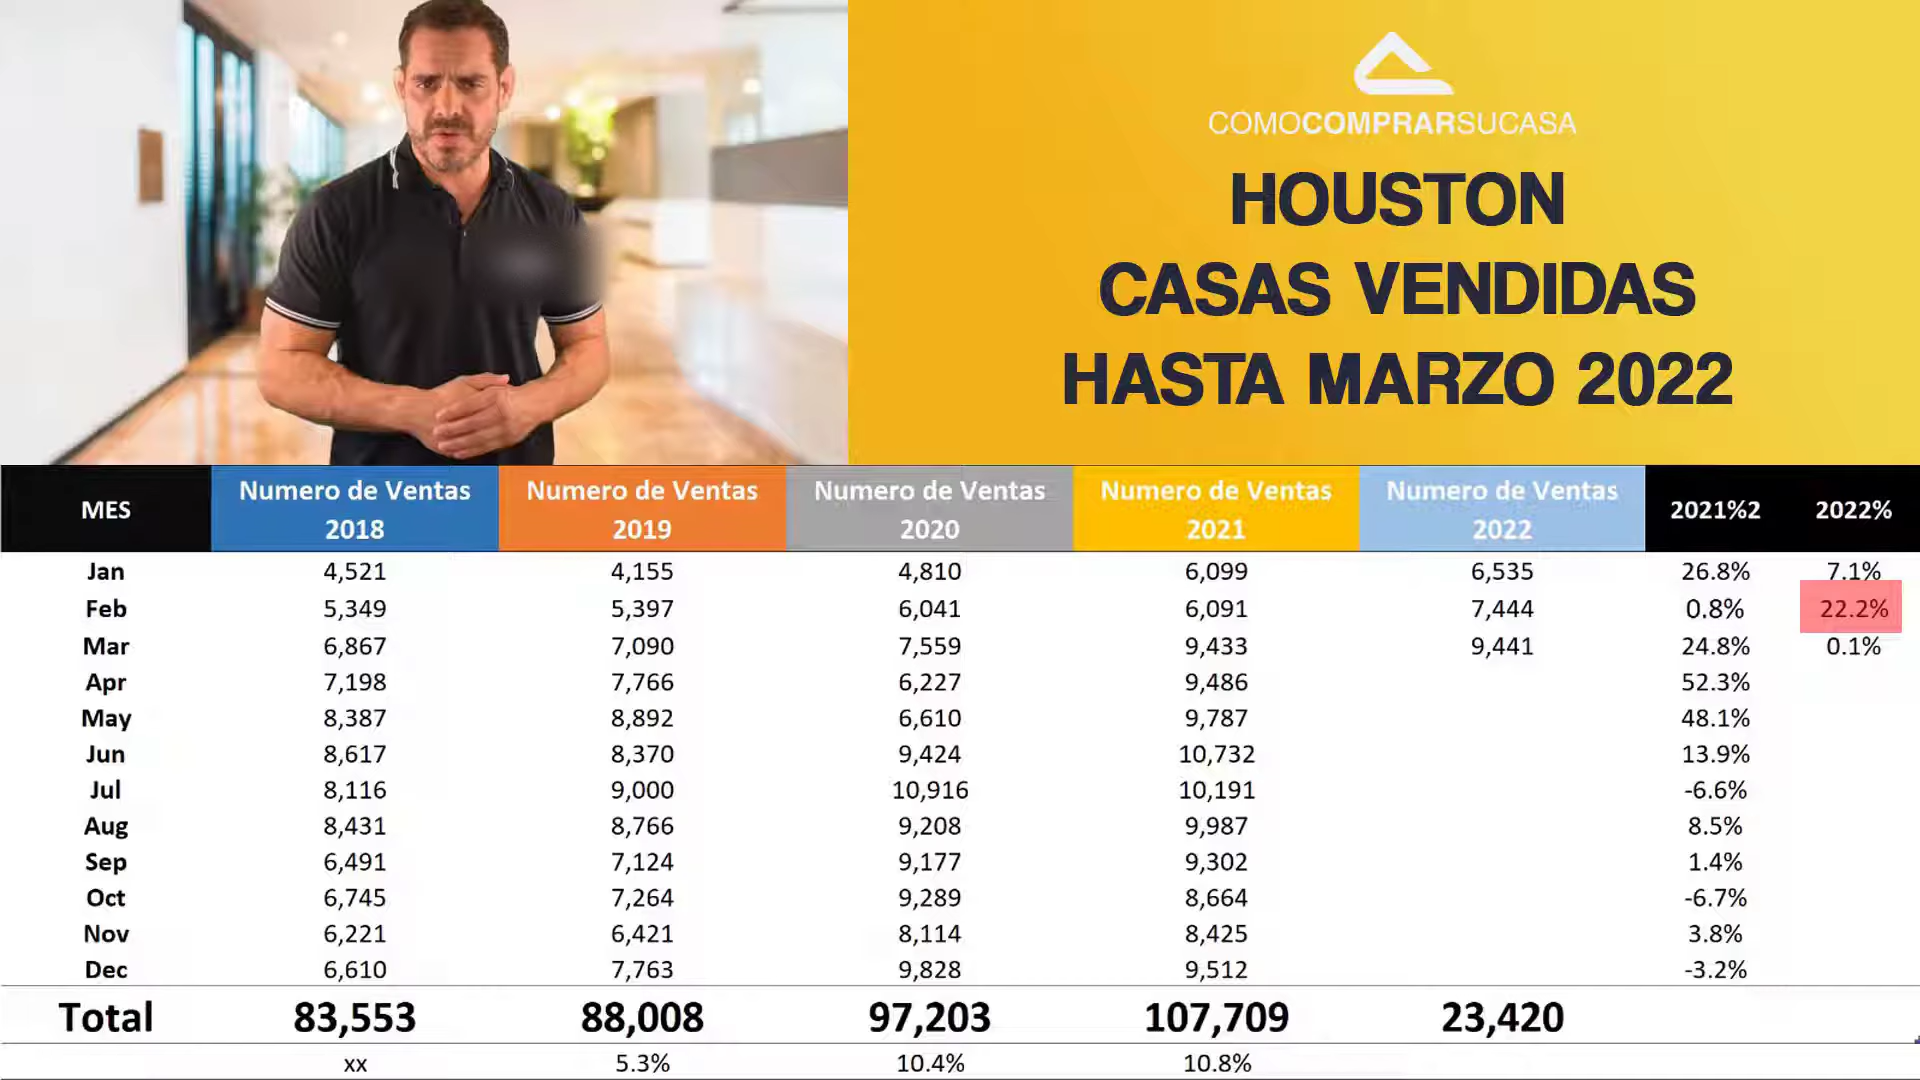 COMOCOMPRARSUCASA
HOUSTON
CASAS VENDIDAS
HASTA MARZO 2022
MES Numero de Ventas 2018 Numero de Ventas 2019 Numero de Ventas 2020 Numero de Ventas 2021 Numero de Ventas 2022 2021%2 2022%
Jan 4,521 4,155 4,810 6,099 6,535 26.8% 7.1%
Feb 5,349 5,397 6,041 6,091 7,444 0.8% 22.2%
Mar 6,867 7,090 7,559 9,433 9,441 24.8% 0.1%
Apr 7,198 7,766 6,227 9,486 52.3%
May 8,387 8,892 6,610 9,787 48.1%
Jun 8,617 8,370 9,424 10,732 13.9%
Jul 8,116 9,000 10,916 10,191 -6.6%
Aug 8,431 8,766 9,208 9,987 8.5%
Sep 6,491 7,124 9,177 9,302 1.4%
Oct 6,745 7,264 9,289 8,664 -6.7%
Nov 6,221 6,421 8,114 8,425 3.8%
Dec 6,610 7,763 9,828 9,512 -3.2%
Total 83,553 88,008 97,203 107,709 23,420
xx 5.3% 10.4% 10.8%